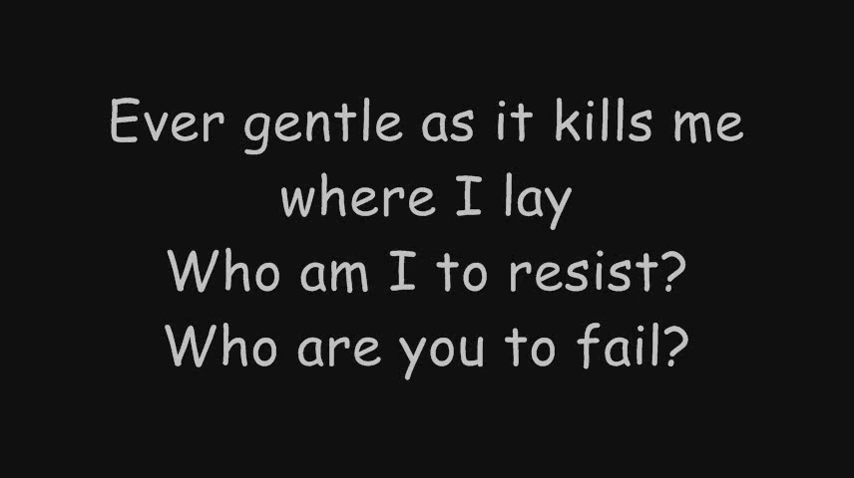 Ever gentle as it kills me
where I lay
Who am I to resist?
Who are you to fail?